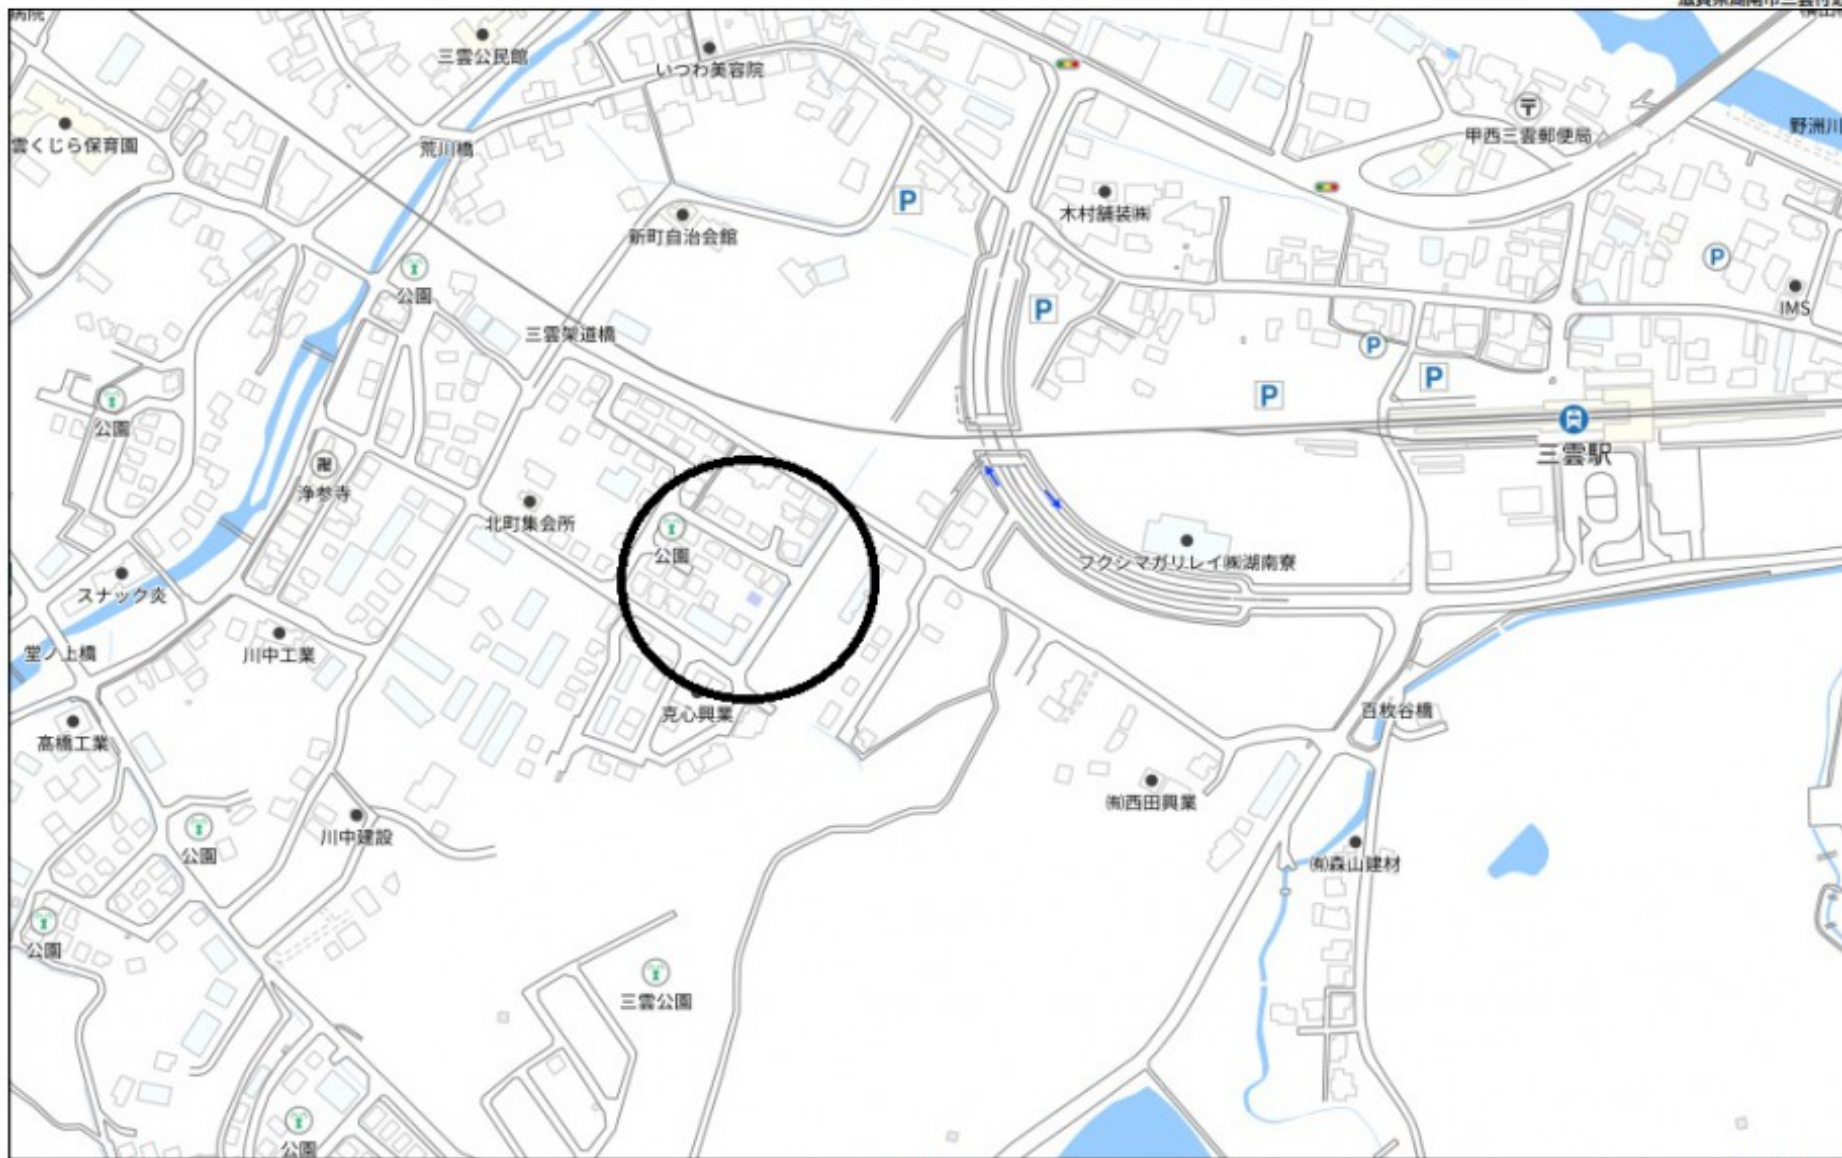 三雲公民館
いつわ美容院
甲西三雲郵便局
野洲川
雲くじら保育園
荒川橋
木村舗装㈱
新町自治会館
公園
IMS
三雲架道橋
公園
三雲駅
浄参寺
北町集会所
公園
フクシマガリレイ㈱湖南寮
スナック炎
堂ノ上橋
川中工業
克心興業
百枚谷橋
髙橋工業
㈲西田興業
川中建設
公園
㈲森山建材
公園
三雲公園
公園
P
P
P
P
P
P